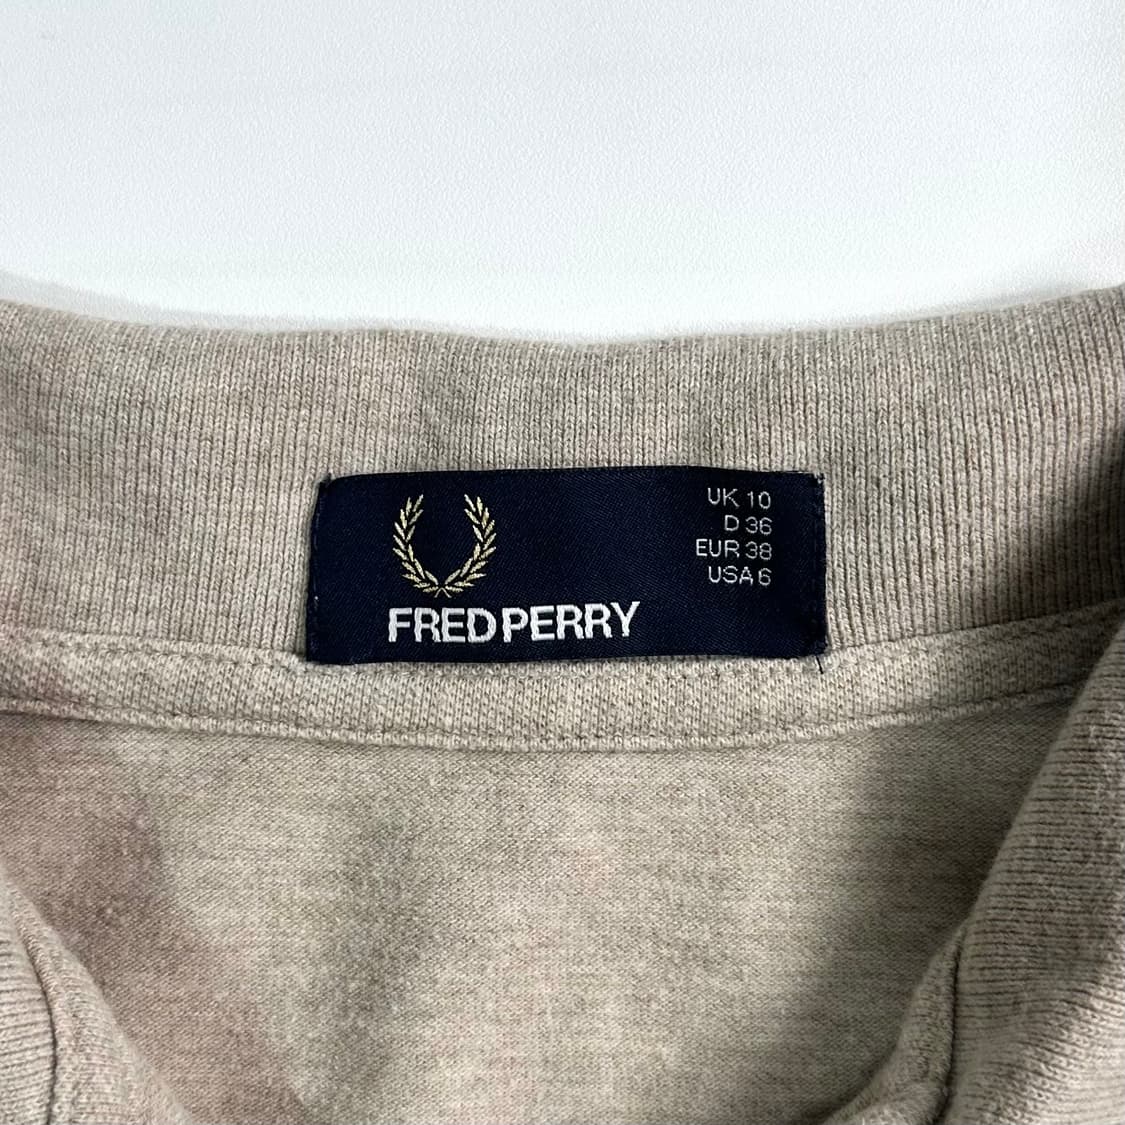 UK 10
D 36
EUR 38
USA 6
FRED PERRY